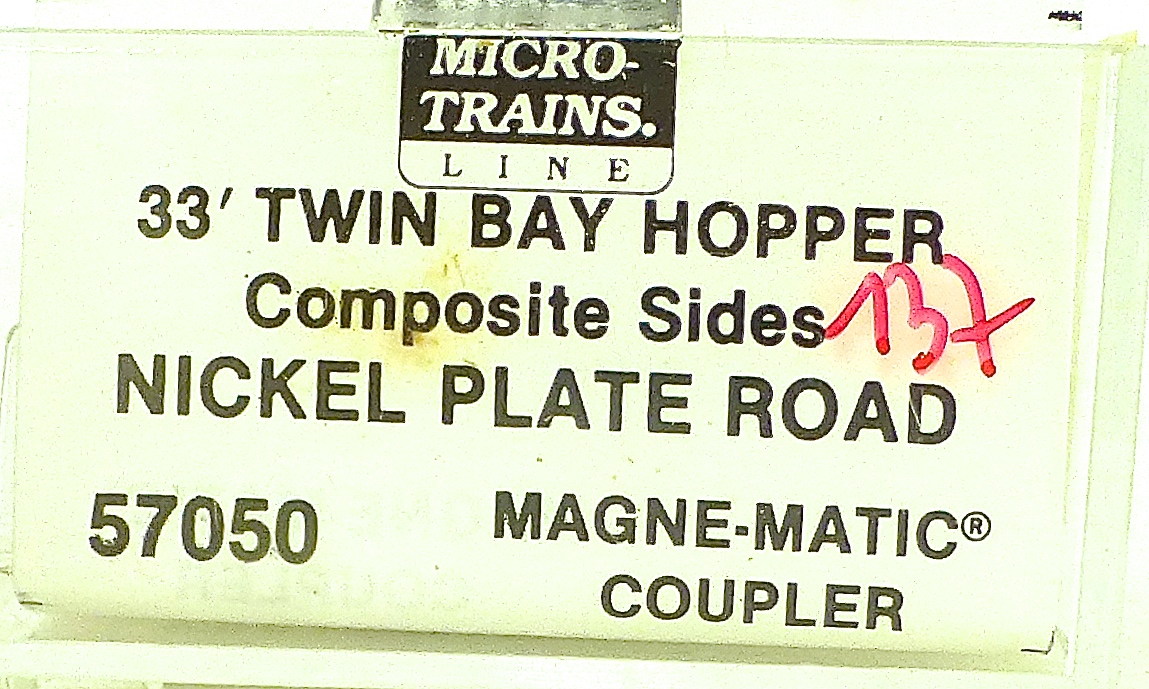 MICRO-
TRAINS.
LINE
33' TWIN BAY HOPPER
Composite Sides 137
NICKEL PLATE ROAD
57050 MAGNE-MATIC®
COUPLER